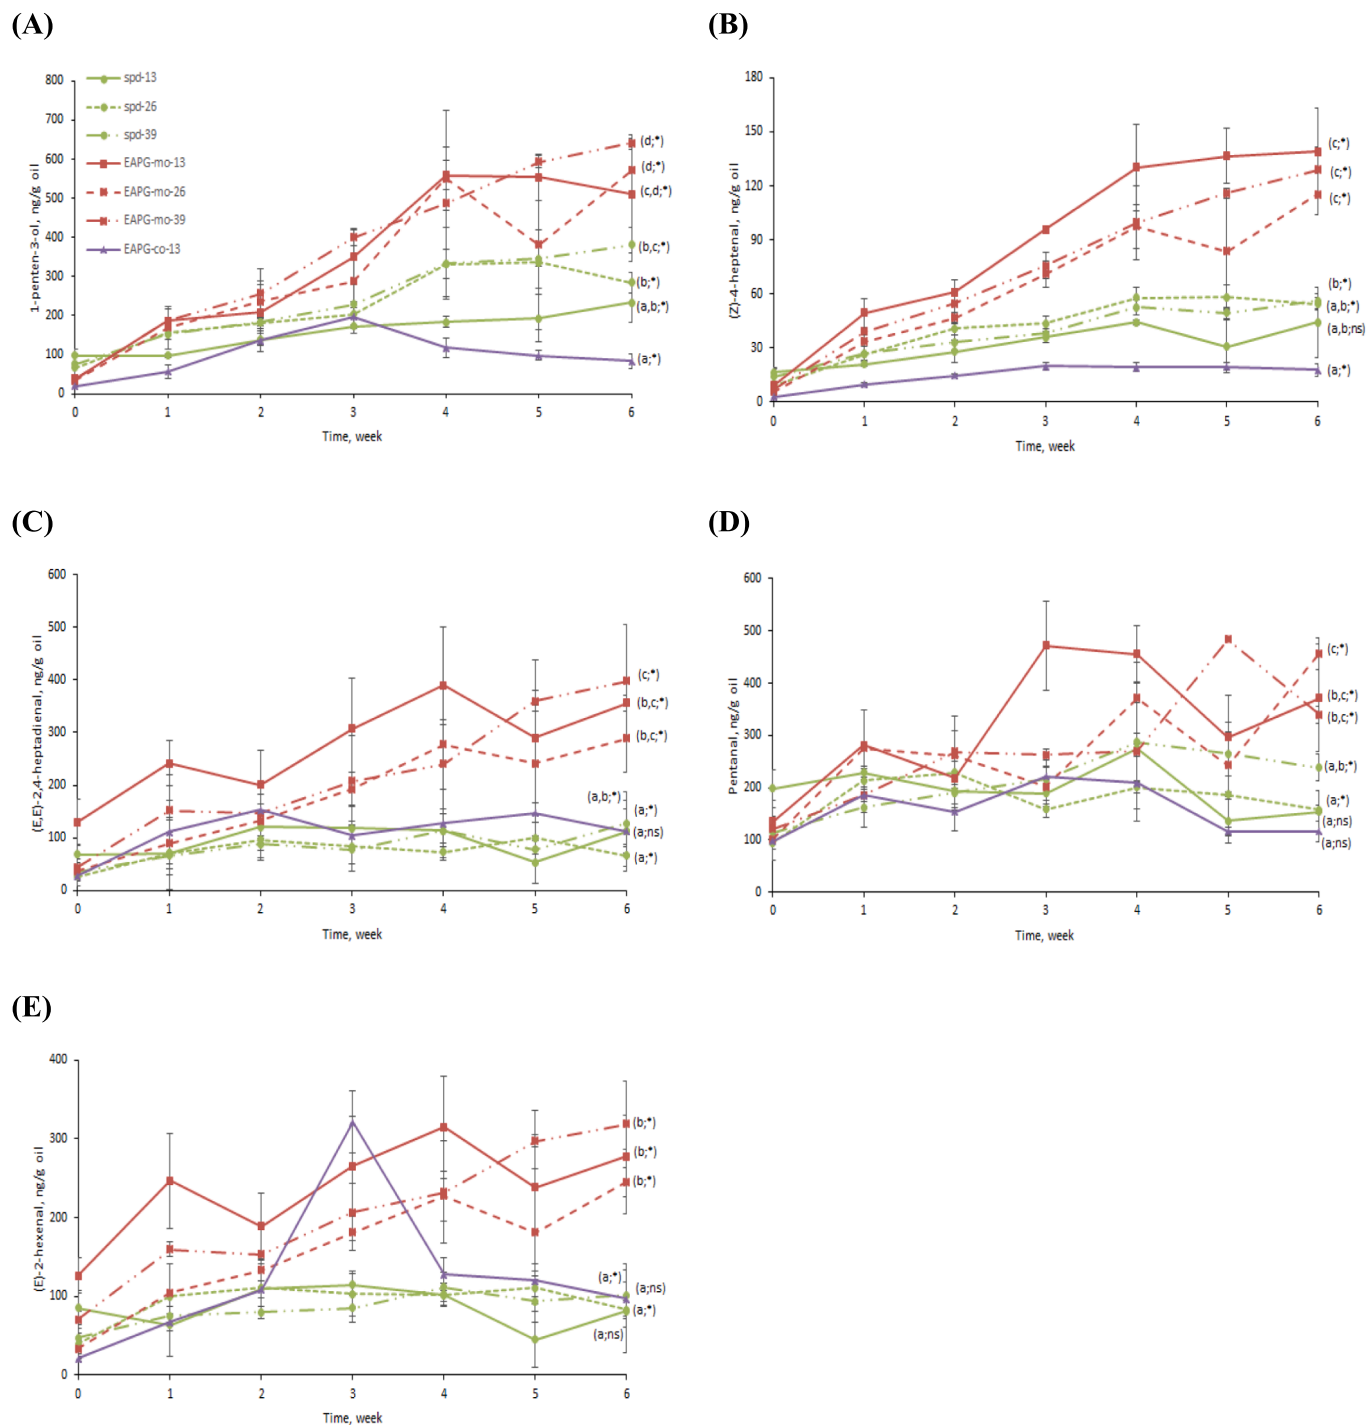 (A)
1-penten-3-ol, ng/g oil
800
700
600
500
400
300
200
100
0
spd-13
spd-26
spd-39
EAPG-mo-13
EAPG-mo-26
EAPG-mo-39
EAPG-co-13
(d;*)
(d;*)
(c,d;*)
(b,c;*)
(b;*)
(a,b;*)
(a;*)
0 1 2 3 4 5 6
Time, week
(B)
(Z)-4-heptenal, ng/g oil
180
150
120
90
60
30
0
(c;*)
(c;*)
(c;*)
(b;*)
(a,b;*)
(a,b;ns)
(a;*)
0 1 2 3 4 5 6
Time, week
(C)
(E,E)-2,4-heptadienal, ng/g oil
600
500
400
300
200
100
0
(c;*)
(b,c;*)
(b,c;*)
(a,b;*)
(a;*)
(a;ns)
(a;*)
0 1 2 3 4 5 6
Time, week
(D)
Pentanal, ng/g oil
600
500
400
300
200
100
0
(c;*)
(b,c;*)
(b,c;*)
(a,b;*)
(a;*)
(a;ns)
(a;ns)
0 1 2 3 4 5 6
Time, week
(E)
(E)-2-hexenal, ng/g oil
400
300
200
100
0
(b;*)
(b;*)
(b;*)
(a;*)
(a;ns)
(a;*)
(a;ns)
0 1 2 3 4 5 6
Time, week